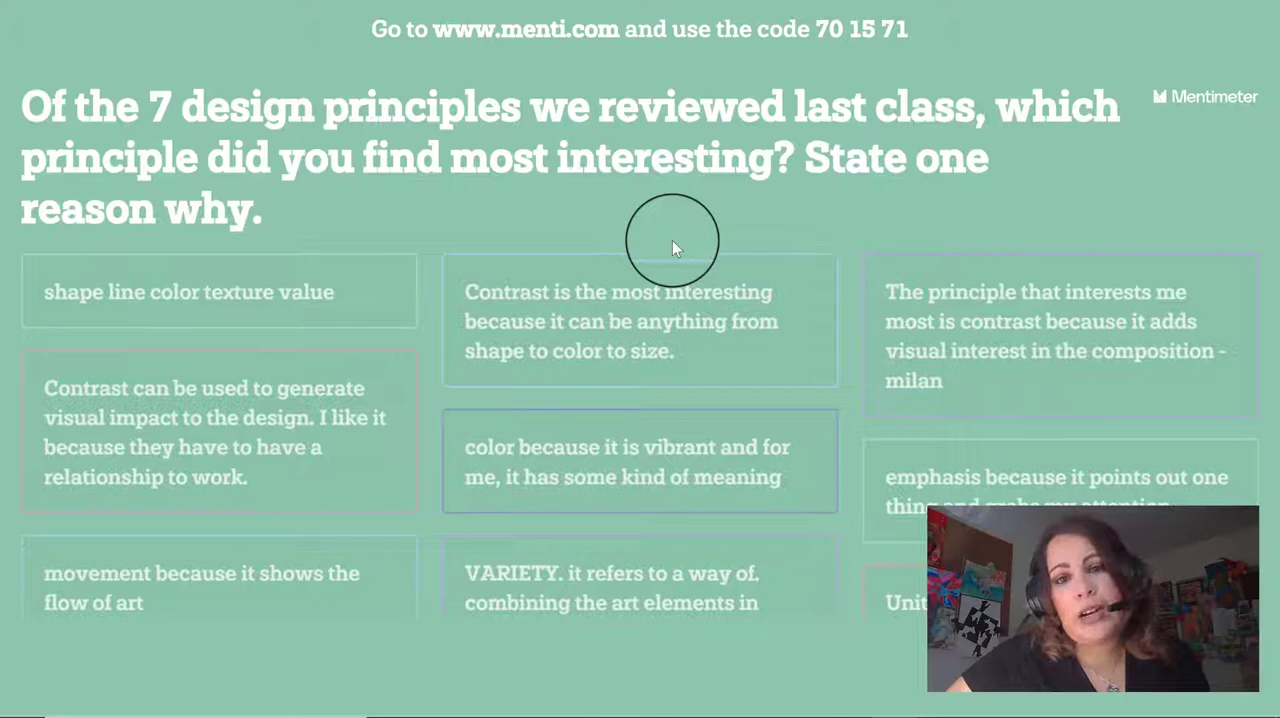 Go to www.menti.com and use the code 70 15 71
Mentimeter
Of the 7 design principles we reviewed last class, which
principle did you find most interesting? State one
reason why.
shape line color texture value
Contrast can be used to generate
visual impact to the design. I like it
because they have to have a
relationship to work.
movement because it shows the
flow of art
Contrast is the most interesting
because it can be anything from
shape to color to size.
color because it is vibrant and for
me, it has some kind of meaning
VARIETY. it refers to a way of.
combining the art elements in
The principle that interests me
most is contrast because it adds
visual interest in the composition -
milan
emphasis because it points out one
thing and grabs my attention